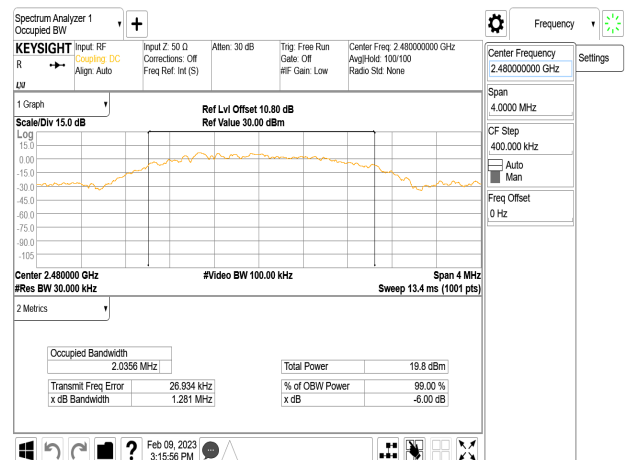 Spectrum Analyzer 1
Occupied BW
Frequency
KEYSIGHT
R
LXI
Input: RF
Coupling: DC
Align: Auto
Input Z: 50 Ω
Corrections: Off
Freq Ref: Int (S)
Atten: 30 dB
Trig: Free Run
Gate: Off
#IF Gain: Low
Center Freq: 2.480000000 GHz
Avg|Hold: 100/100
Radio Std: None
Center Frequency
2.480000000 GHz
Settings
Span
4.0000 MHz
CF Step
400.000 kHz
Auto
Man
Freq Offset
0 Hz
1 Graph
Scale/Div 15.0 dB
Ref Lvl Offset 10.80 dB
Ref Value 30.00 dBm
Log
15.0
0.00
-15.0
-30.0
-45.0
-60.0
-75.0
-90.0
-105
Center 2.48000 GHz
#Video BW 100.00 kHz
Span 4 MHz
#Res BW 30.000 kHz
Sweep 13.4 ms (1001 pts)
2 Metrics
Occupied Bandwidth
2.0356 MHz
Total Power 19.8 dBm
Transmit Freq Error 26.934 kHz
% of OBW Power 99.00 %
x dB Bandwidth 1.281 MHz
x dB -6.00 dB
?
Feb 09, 2023
3:15:56 PM